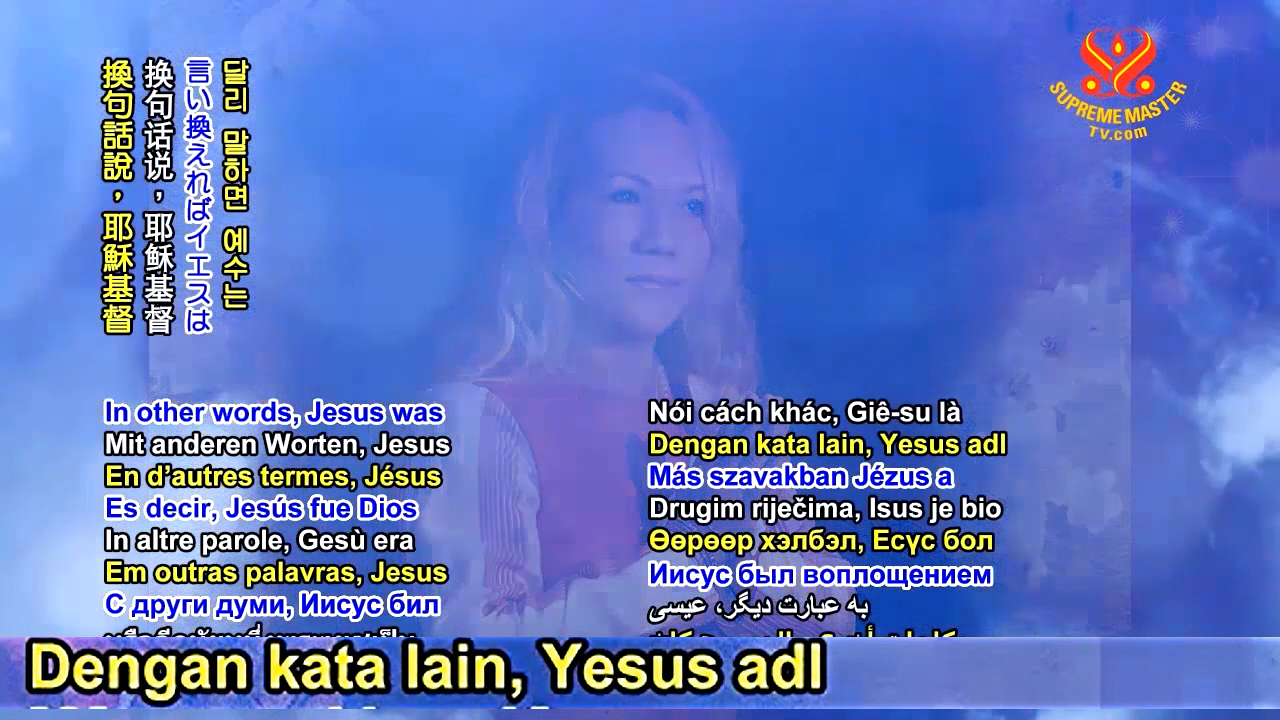 달리 말하면 예수는
言い換えればイエスは
换句话说，耶稣基督
換句話說，耶穌基督
SUPREME MASTER
TV.com
In other words, Jesus was
Mit anderen Worten, Jesus
En d’autres termes, Jésus
Es decir, Jesús fue Dios
In altre parole, Gesù era
Em outras palavras, Jesus
С други думи, Иисус бил
Nói cách khác, Giê-su là
Dengan kata lain, Yesus adl
Más szavakban Jézus a
Drugim riječima, Isus je bio
Өөрөөр хэлбэл, Есүс бол
Иисус был воплощением
به عبارت دیگر، عیسی
Dengan kata lain, Yesus adl